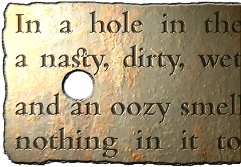 In a hole in the
a nasty, dirty, wet
and an oozy smell
nothing in it to